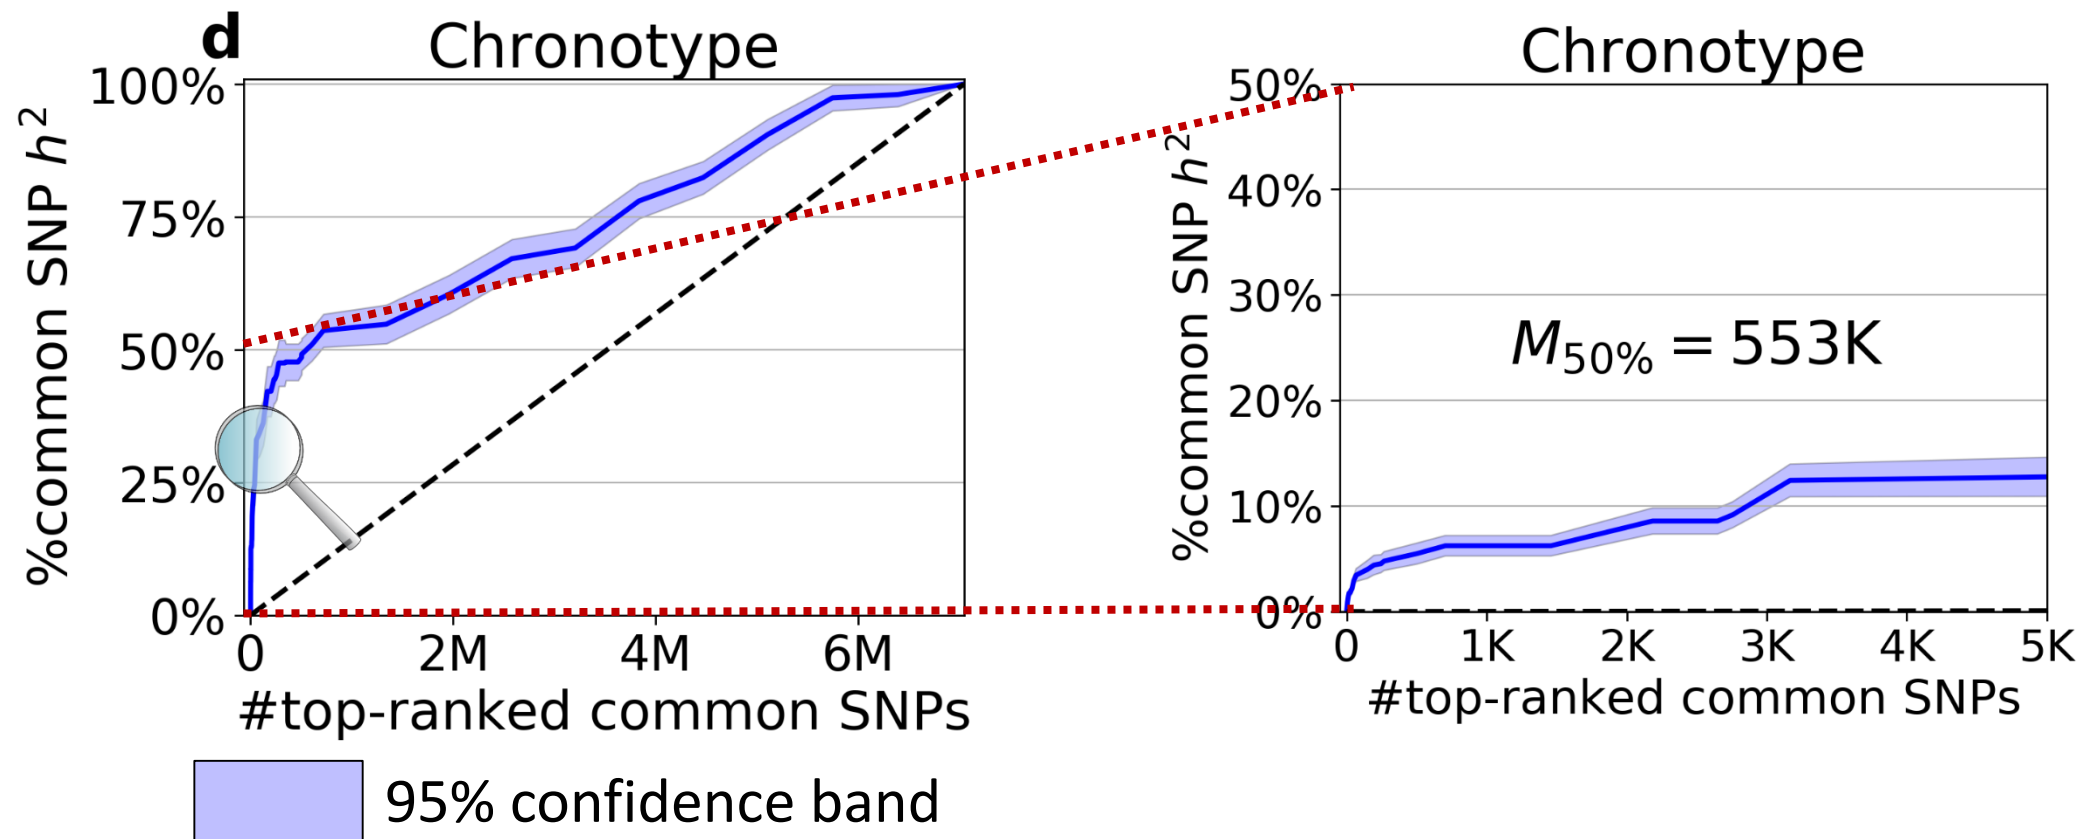 d
Chronotype
100%
75%
50%
25%
0%
%common SNP h²
0 2M 4M 6M
#top-ranked common SNPs
95% confidence band
Chronotype
50%
40%
30%
20%
10%
0%
%common SNP h²
M50% = 553K
0 1K 2K 3K 4K 5K
#top-ranked common SNPs